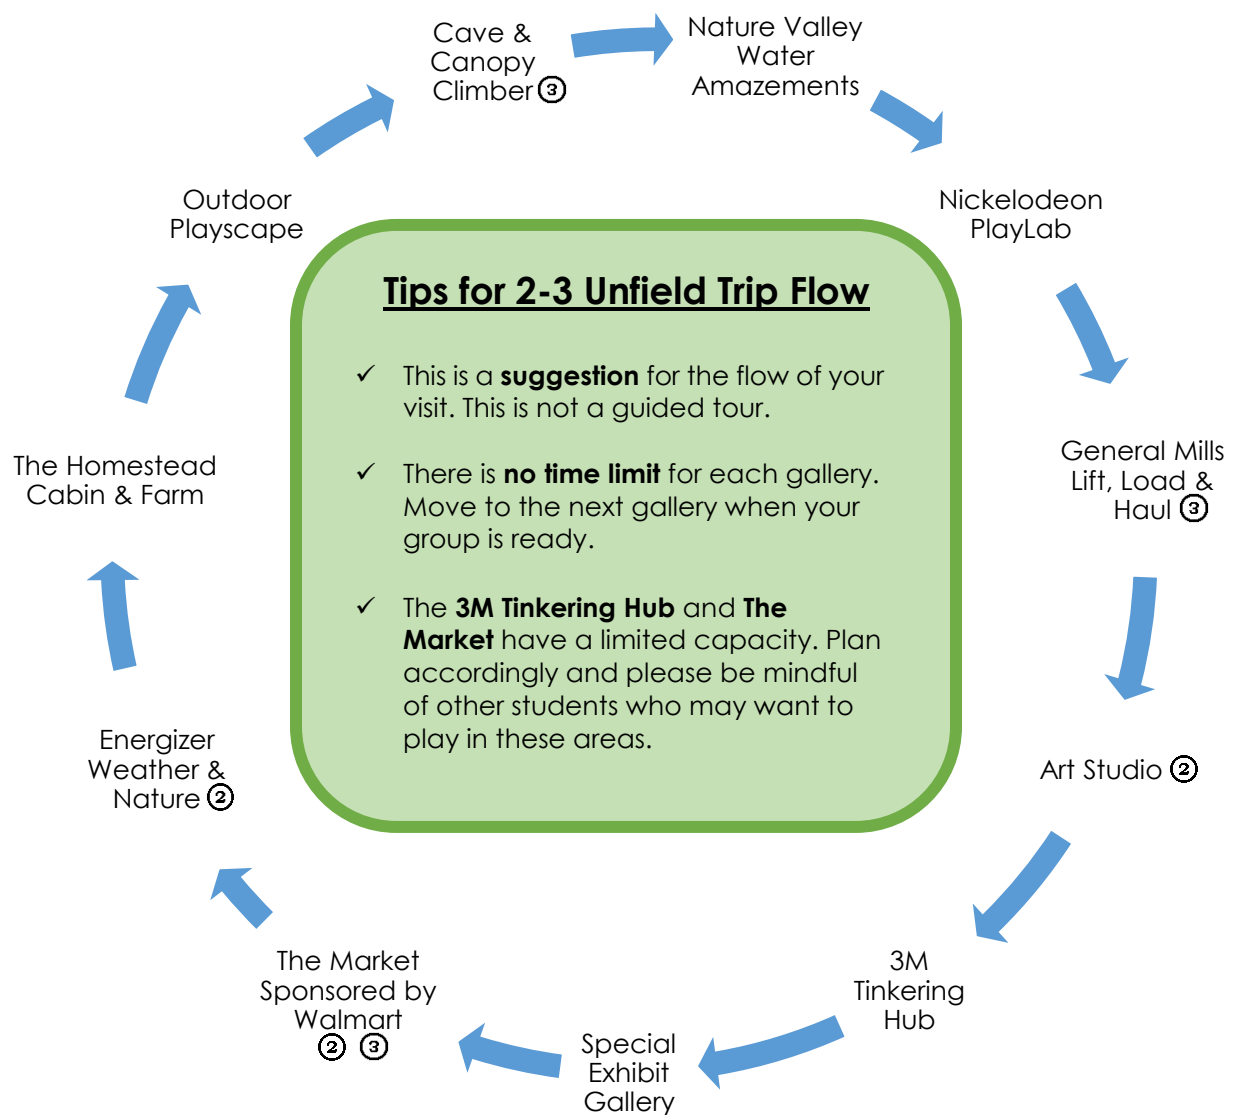 Cave &
Canopy
Climber ③
Nature Valley
Water
Amazements
Nickelodeon
PlayLab
General Mills
Lift, Load &
Haul ③
Art Studio ②
3M
Tinkering
Hub
Special
Exhibit
Gallery
The Market
Sponsored by
Walmart
② ③
Energizer
Weather &
Nature ②
The Homestead
Cabin & Farm
Outdoor
Playscape
Tips for 2-3 Unfield Trip Flow
✓ This is a suggestion for the flow of your
visit. This is not a guided tour.
✓ There is no time limit for each gallery.
Move to the next gallery when your
group is ready.
✓ The 3M Tinkering Hub and The
Market have a limited capacity. Plan
accordingly and please be mindful
of other students who may want to
play in these areas.